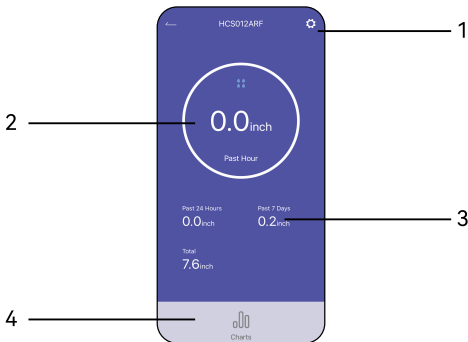 HCS012ARF
1
2
0.0inch
Past Hour
Past 24 Hours
Past 7 Days
0.0inch
0.2inch
3
Total
7.6inch
4
Charts